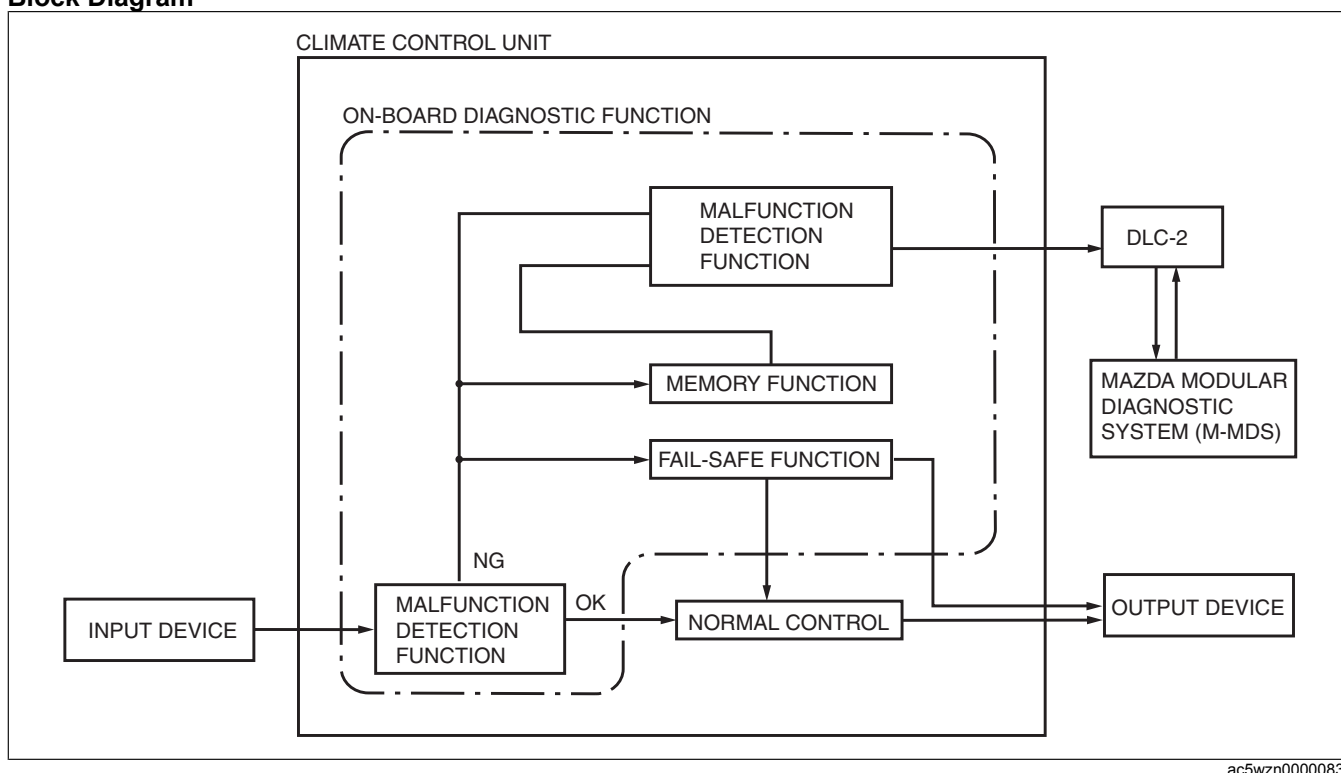 Block Diagram
CLIMATE CONTROL UNIT
ON-BOARD DIAGNOSTIC FUNCTION
MALFUNCTION
DETECTION
FUNCTION
DLC-2
MEMORY FUNCTION
MAZDA MODULAR
DIAGNOSTIC
SYSTEM (M-MDS)
FAIL-SAFE FUNCTION
NG
OK
INPUT DEVICE
MALFUNCTION
DETECTION
FUNCTION
NORMAL CONTROL
OUTPUT DEVICE
ac5wzn0000083